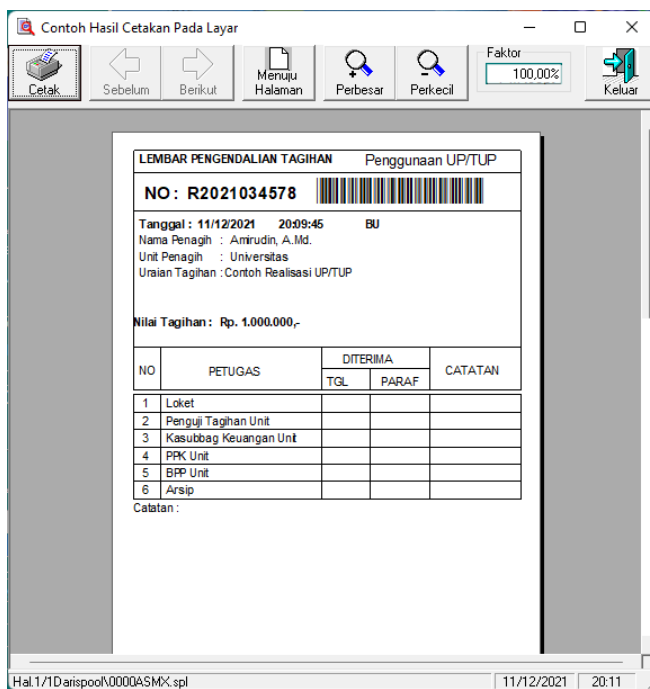 Contoh Hasil Cetakan Pada Layar
Cetak
Sebelum
Berikut
Menuju
Halaman
Perbesar
Perkecil
Faktor
100,00%
Keluar
LEMBAR PENGENDALIAN TAGIHAN Penggunaan UP/TUP
NO : R2021034578
Tanggal : 11/12/2021 20:09:45 BU
Nama Penagih : Amirudin, A.Md.
Unit Penagih : Universitas
Uraian Tagihan : Contoh Realisasi UP/TUP
Nilai Tagihan : Rp. 1.000.000,-
NO PETUGAS DITERIMA CATATAN
TGL PARAF
1 Loket
2 Penguji Tagihan Unit
3 Kasubbag Keuangan Unit
4 PPK Unit
5 BPP Unit
6 Arsip
Catatan :
Hal.1/1Darispool\0000ASMX.spl 11/12/2021 20:11